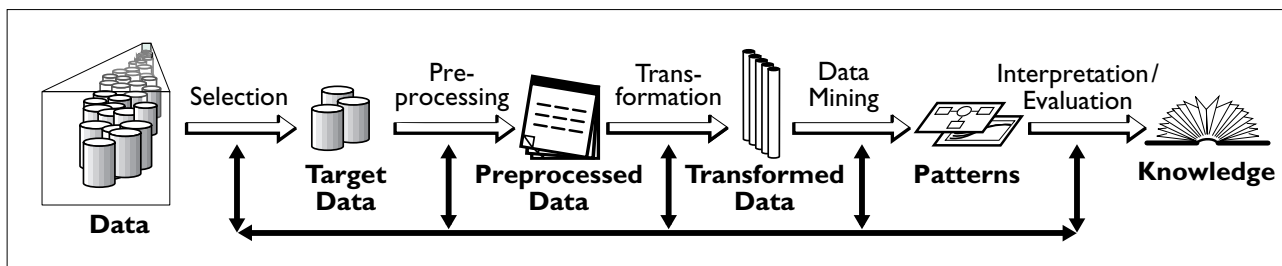 Data
Selection
Target
Data
Pre-
processing
Preprocessed
Data
Trans-
formation
Transformed
Data
Data
Mining
Patterns
Interpretation/
Evaluation
Knowledge